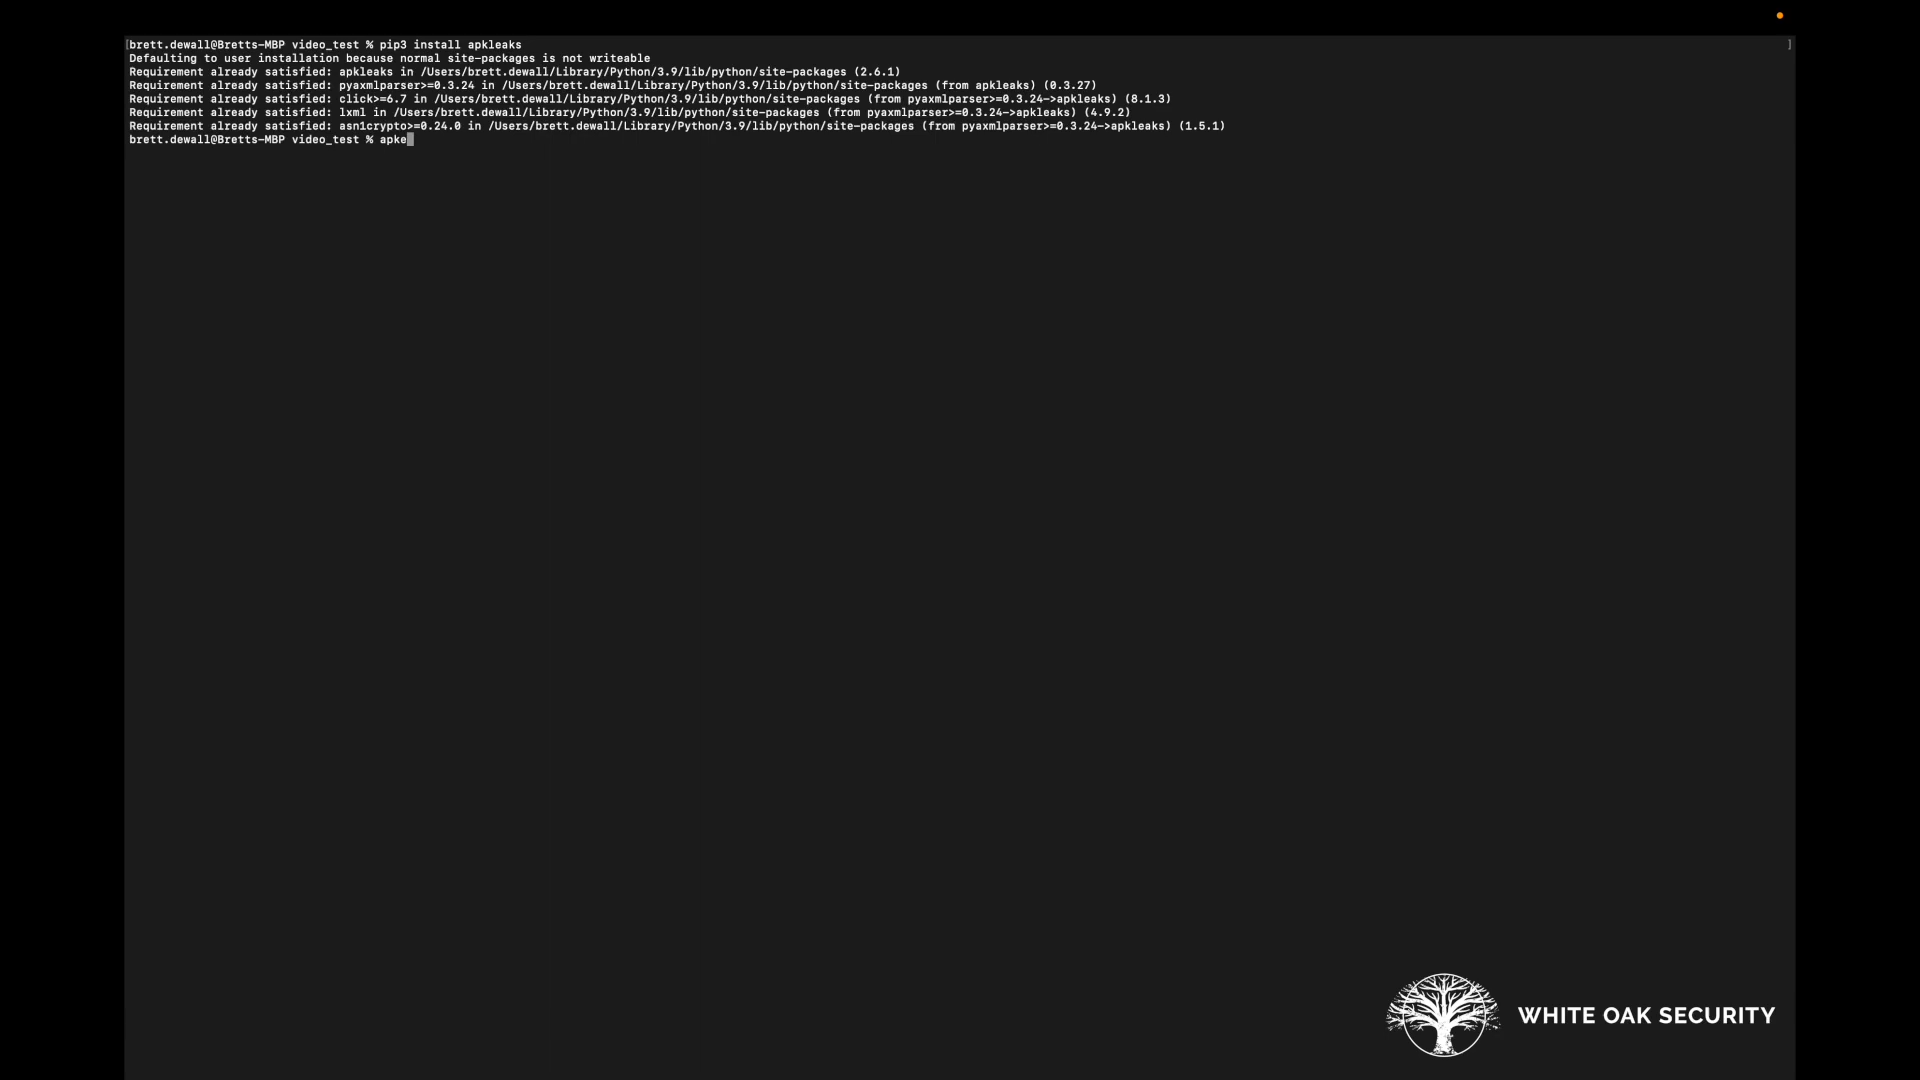 [brett.dewall@Bretts-MBP video_test % pip3 install apkleaks ]
Defaulting to user installation because normal site-packages is not writeable
Requirement already satisfied: apkleaks in /Users/brett.dewall/Library/Python/3.9/lib/python/site-packages (2.6.1)
Requirement already satisfied: pyaxmlparser>=0.3.24 in /Users/brett.dewall/Library/Python/3.9/lib/python/site-packages (from apkleaks) (0.3.27)
Requirement already satisfied: click>=6.7 in /Users/brett.dewall/Library/Python/3.9/lib/python/site-packages (from pyaxmlparser>=0.3.24->apkleaks) (8.1.3)
Requirement already satisfied: lxml in /Users/brett.dewall/Library/Python/3.9/lib/python/site-packages (from pyaxmlparser>=0.3.24->apkleaks) (4.9.2)
Requirement already satisfied: asn1crypto>=0.24.0 in /Users/brett.dewall/Library/Python/3.9/lib/python/site-packages (from pyaxmlparser>=0.3.24->apkleaks) (1.5.1)
brett.dewall@Bretts-MBP video_test % apke
WHITE OAK SECURITY